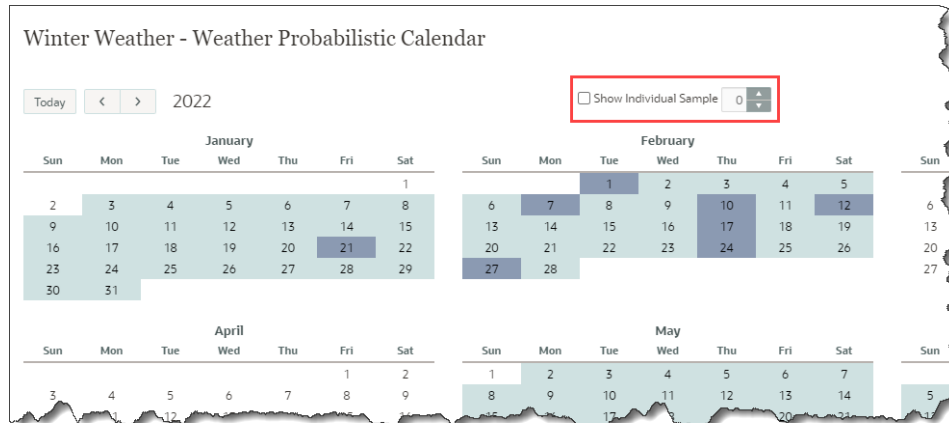 Winter Weather - Weather Probabilistic Calendar
Today < > 2022 Show Individual Sample 0
January February
Sun Mon Tue Wed Thu Fri Sat Sun Mon Tue Wed Thu Fri Sat Sun
1 1 2 3 4 5
2 3 4 5 6 7 8 6 7 8 9 10 11 12 6
9 10 11 12 13 14 15 13 14 15 16 17 18 19 13
16 17 18 19 20 21 22 20 21 22 23 24 25 26 20
23 24 25 26 27 28 29 27 28 27
30 31
April May
Sun Mon Tue Wed Thu Fri Sat Sun Mon Tue Wed Thu Fri Sat Sun
1 2 1 2 3 4 5 6 7
3 4 5 6 7 8 9 8 9 10 11 12 13 14 5
12 17 20